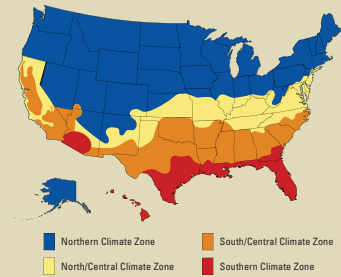 Northern Climate Zone
South/Central Climate Zone
North/Central Climate Zone
Southern Climate Zone